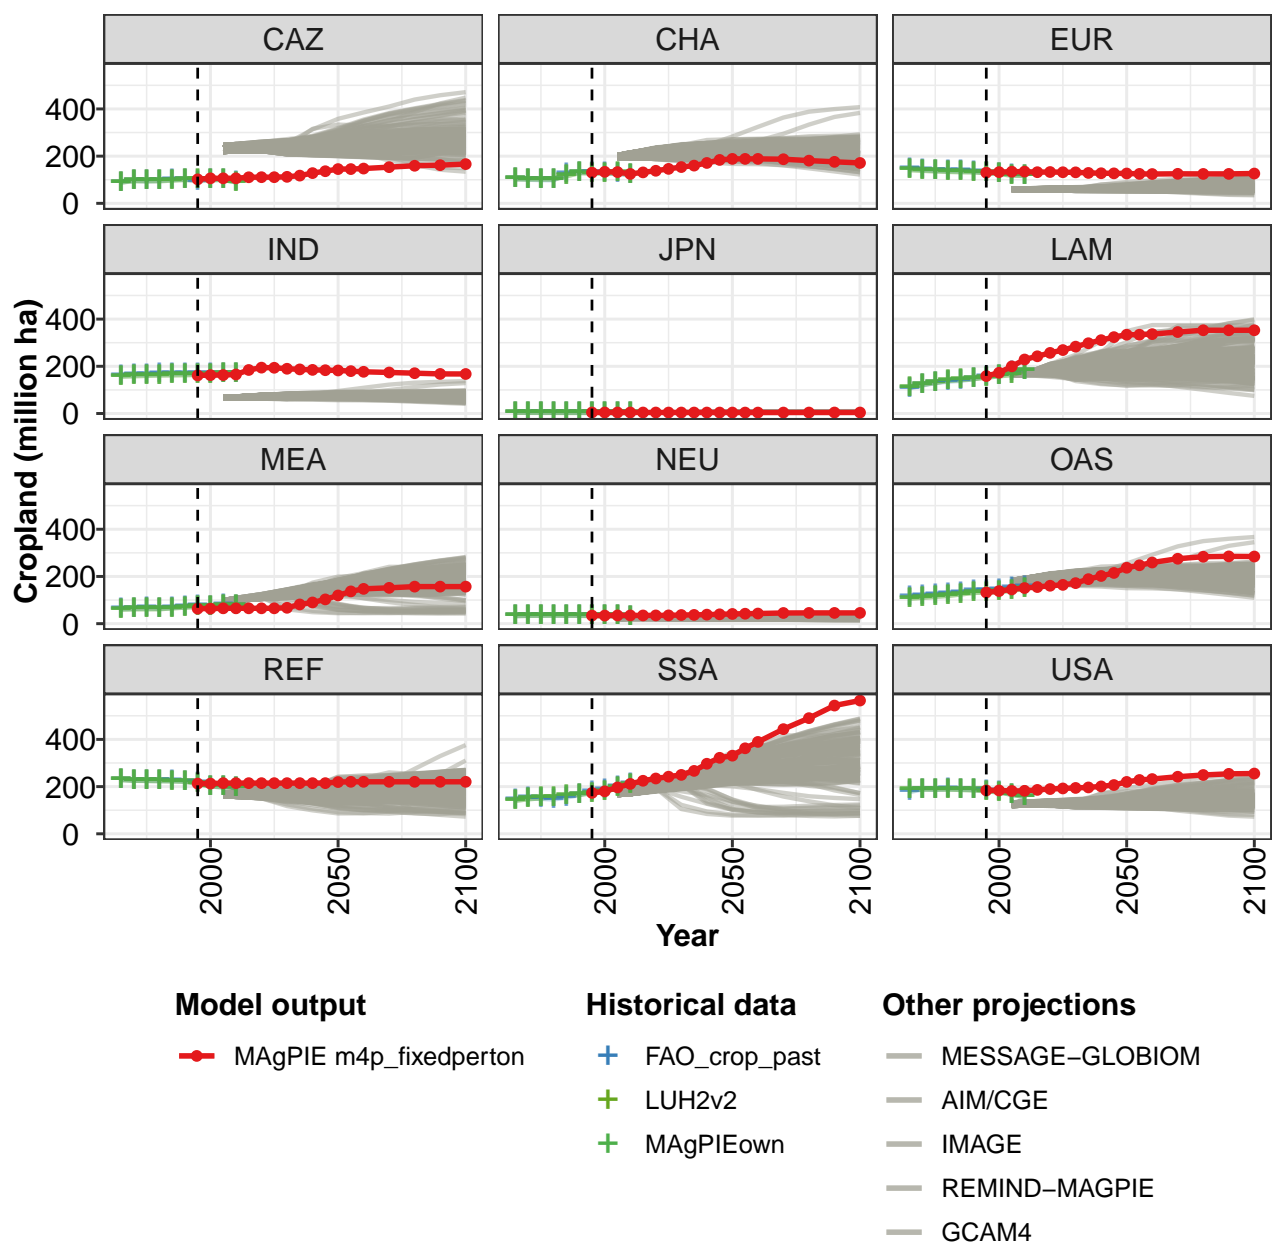 CAZ CHA EUR
400
200
0
IND JPN LAM
400
200
0
MEA NEU OAS
400
200
0
REF SSA USA
400
200
0
Cropland (million ha)
2000 2050 2100 2000 2050 2100 2000 2050 2100
Year
Model output Historical data Other projections
MAgPIE m4p_fixedperton FAO_crop_past MESSAGE−GLOBIOM
LUH2v2 AIM/CGE
MAgPIEown IMAGE
REMIND−MAGPIE
GCAM4